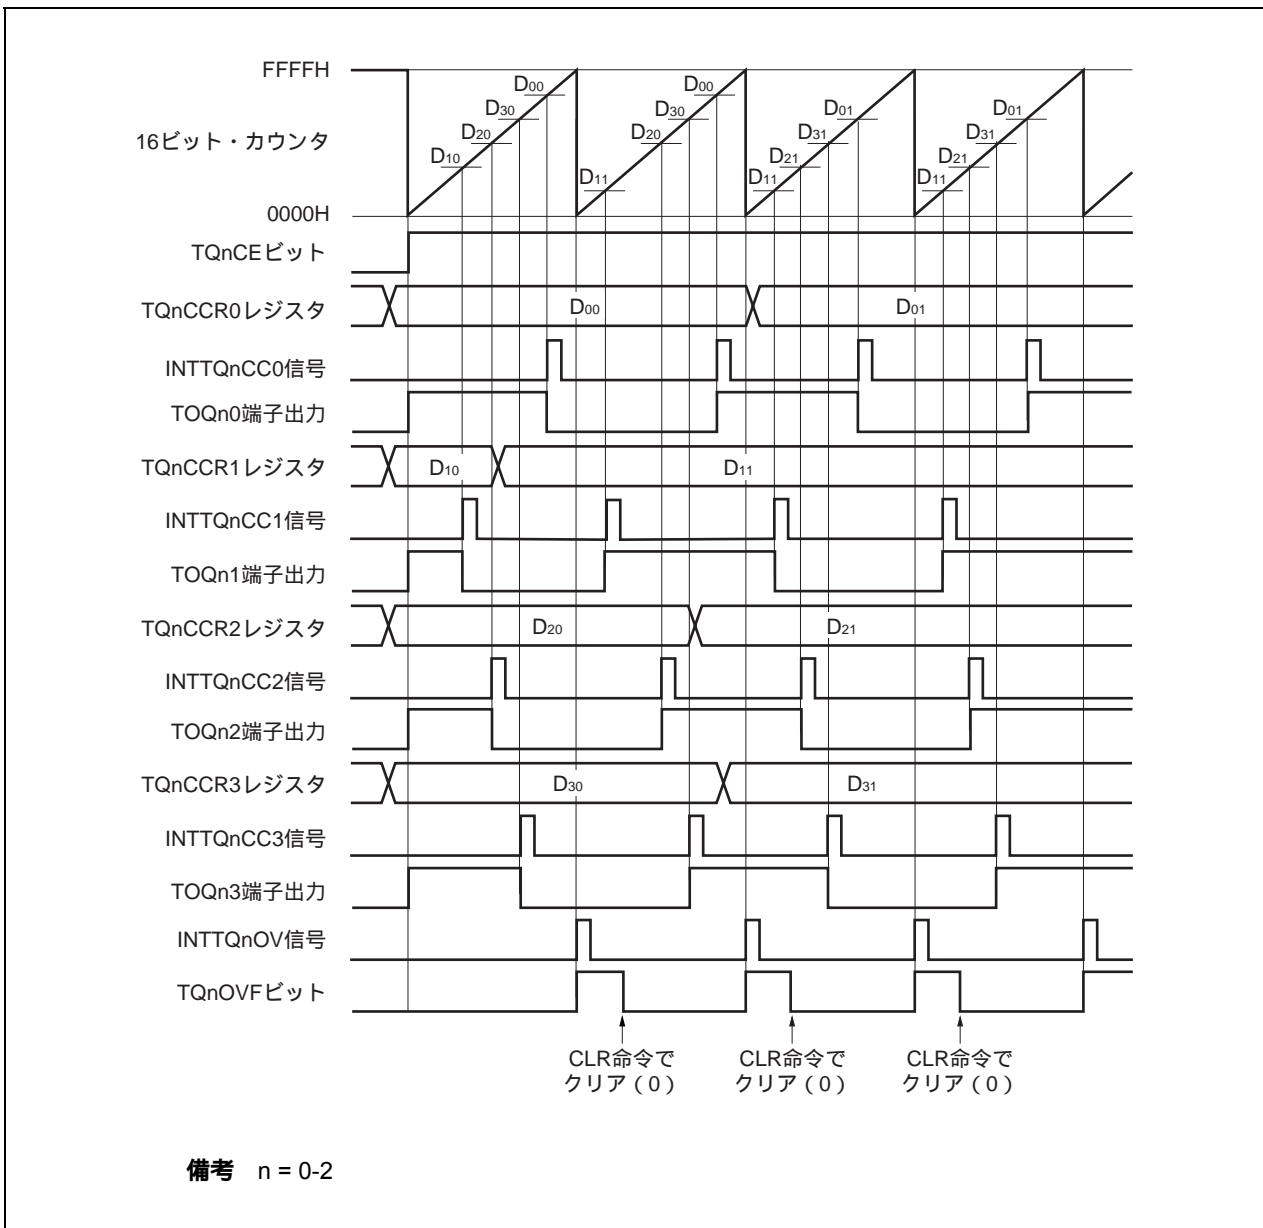 FFFFH
D00 D00
D30 D30 D01 D01
16ビット・カウンタ D20 D20 D31 D31
D10 D21 D21
D11 D11 D11
0000H
TQnCEビット
TQnCCR0レジスタ D00 D01
INTTQnCC0信号
TOQn0端子出力
TQnCCR1レジスタ D10 D11
INTTQnCC1信号
TOQn1端子出力
TQnCCR2レジスタ D20 D21
INTTQnCC2信号
TOQn2端子出力
TQnCCR3レジスタ D30 D31
INTTQnCC3信号
TOQn3端子出力
INTTQnOV信号
TQnOVFビット
CLR命令で CLR命令で CLR命令で
クリア(0) クリア(0) クリア(0)
備考 n = 0-2